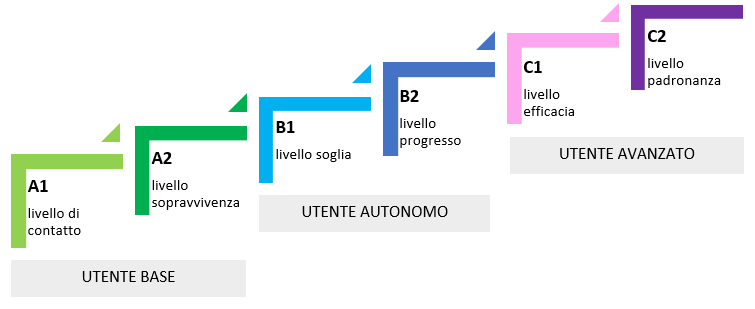 A1
livello di
contatto
A2
livello
sopravvivenza
UTENTE BASE
B1
livello soglia
B2
livello
progresso
UTENTE AUTONOMO
C1
livello
efficacia
C2
livello
padronanza
UTENTE AVANZATO